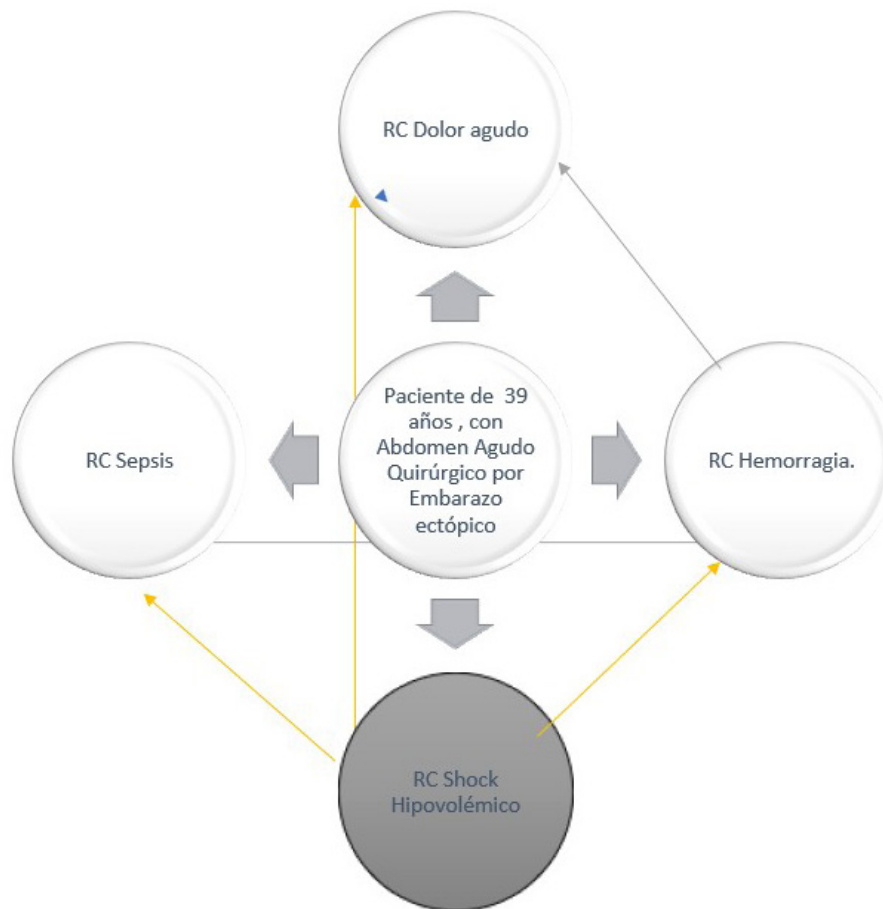 RC Dolor agudo
RC Sepsis
Paciente de  39
años , con
Abdomen Agudo
Quirúrgico por
Embarazo
ectópico
RC Hemorragia.
RC Shock
Hipovolémico